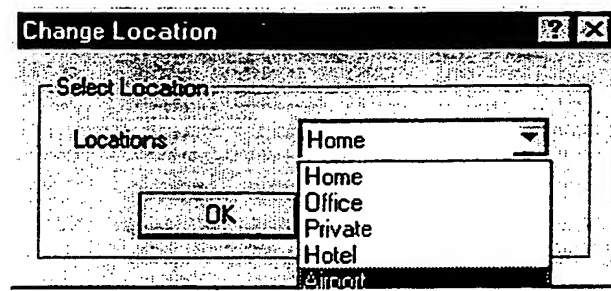 Change Location
Select Location
Locations
Home
Home
Office
Private
Hotel
Airport
OK